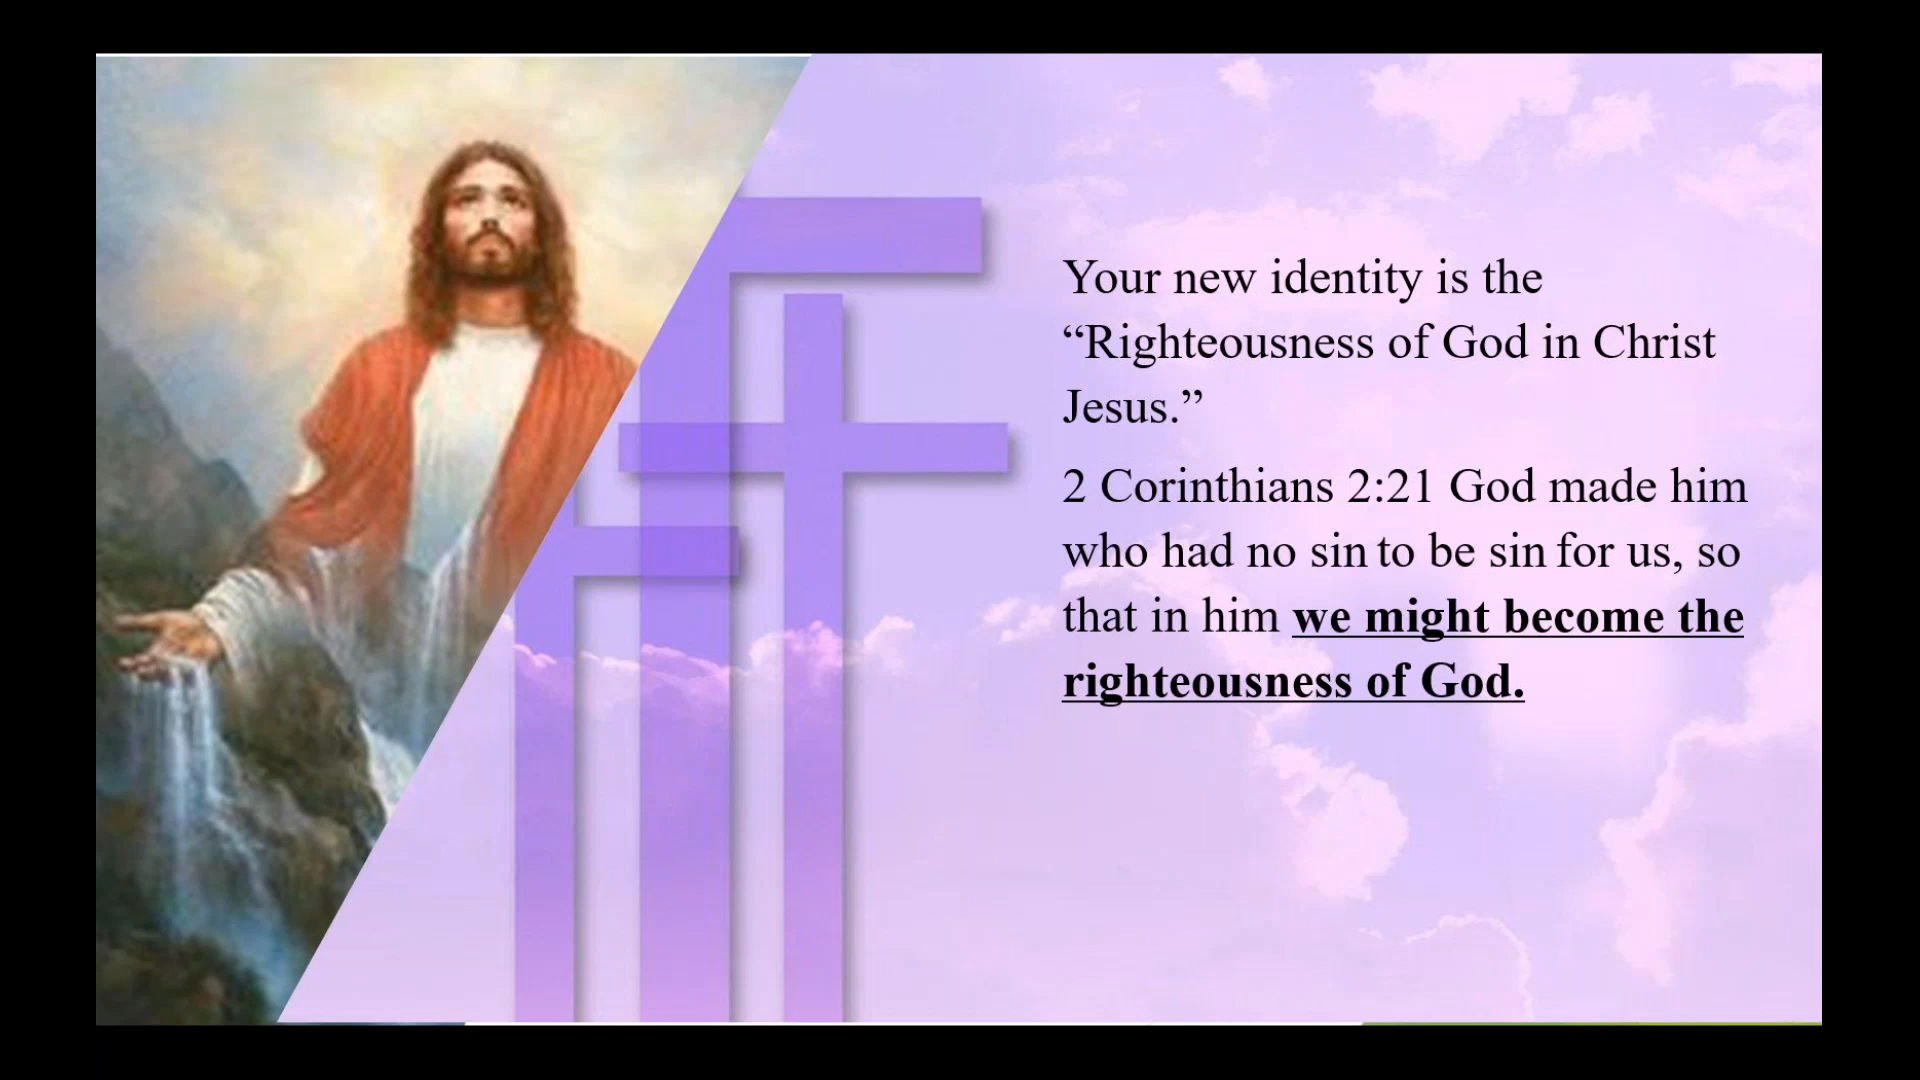 Your new identity is the
“Righteousness of God in Christ
Jesus.”
2 Corinthians 2:21 God made him
who had no sin to be sin for us, so
that in him we might become the
righteousness of God.